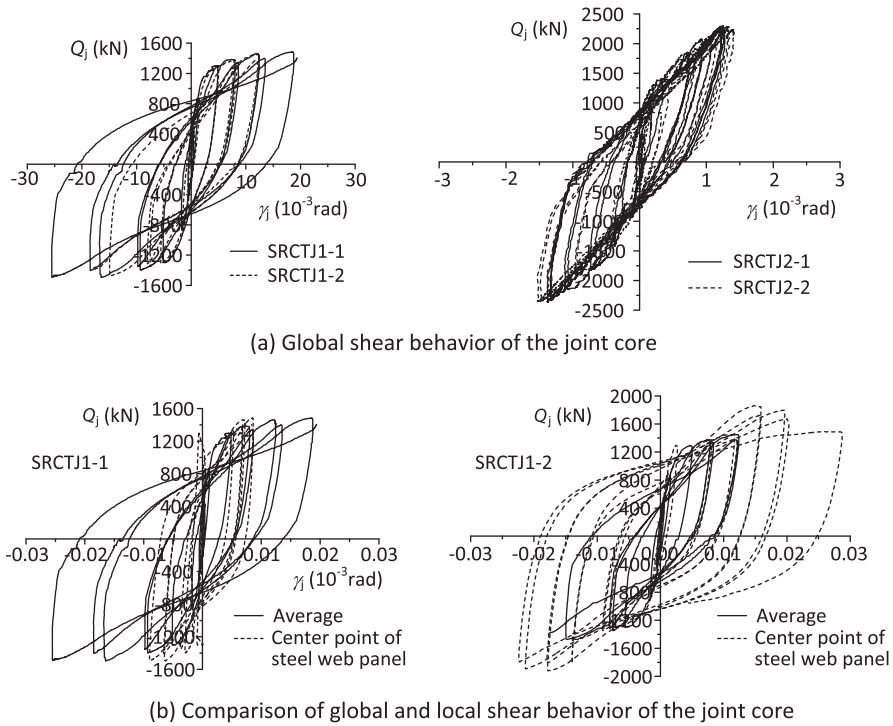 Qj (kN)
1600
1200
800
400
-30
-20
-10
10
20
30
-400
-800
-1200
-1600
γj (10-3rad)
SRCTJ1-1
SRCTJ1-2
Qj (kN)
2500
2000
1500
1000
500
-3
-2
-1
1
3
-500
-1000
-1500
2000
-2500
γj (10-3rad)
SRCTJ2-1
SRCTJ2-2
(a) Global shear behavior of the joint core
Qj (kN)
1600
1200
800
400
SRCTJ1-1
-0.03
-0.02
-0.01
0.01
0.02
0.03
-400
-800
-1200
-1600
γj (10-3rad)
Average
Center point of
steel web panel
Qj (kN)
2000
1600
1200
800
400
SRCTJ1-2
-0.03
-0.02
-0.01
0.00
0.01
0.02
0.03
-400
-800
-1200
-1600
-2000
γj (10-3rad)
Average
Center point of
steel web panel
(b) Comparison of global and local shear behavior of the joint core